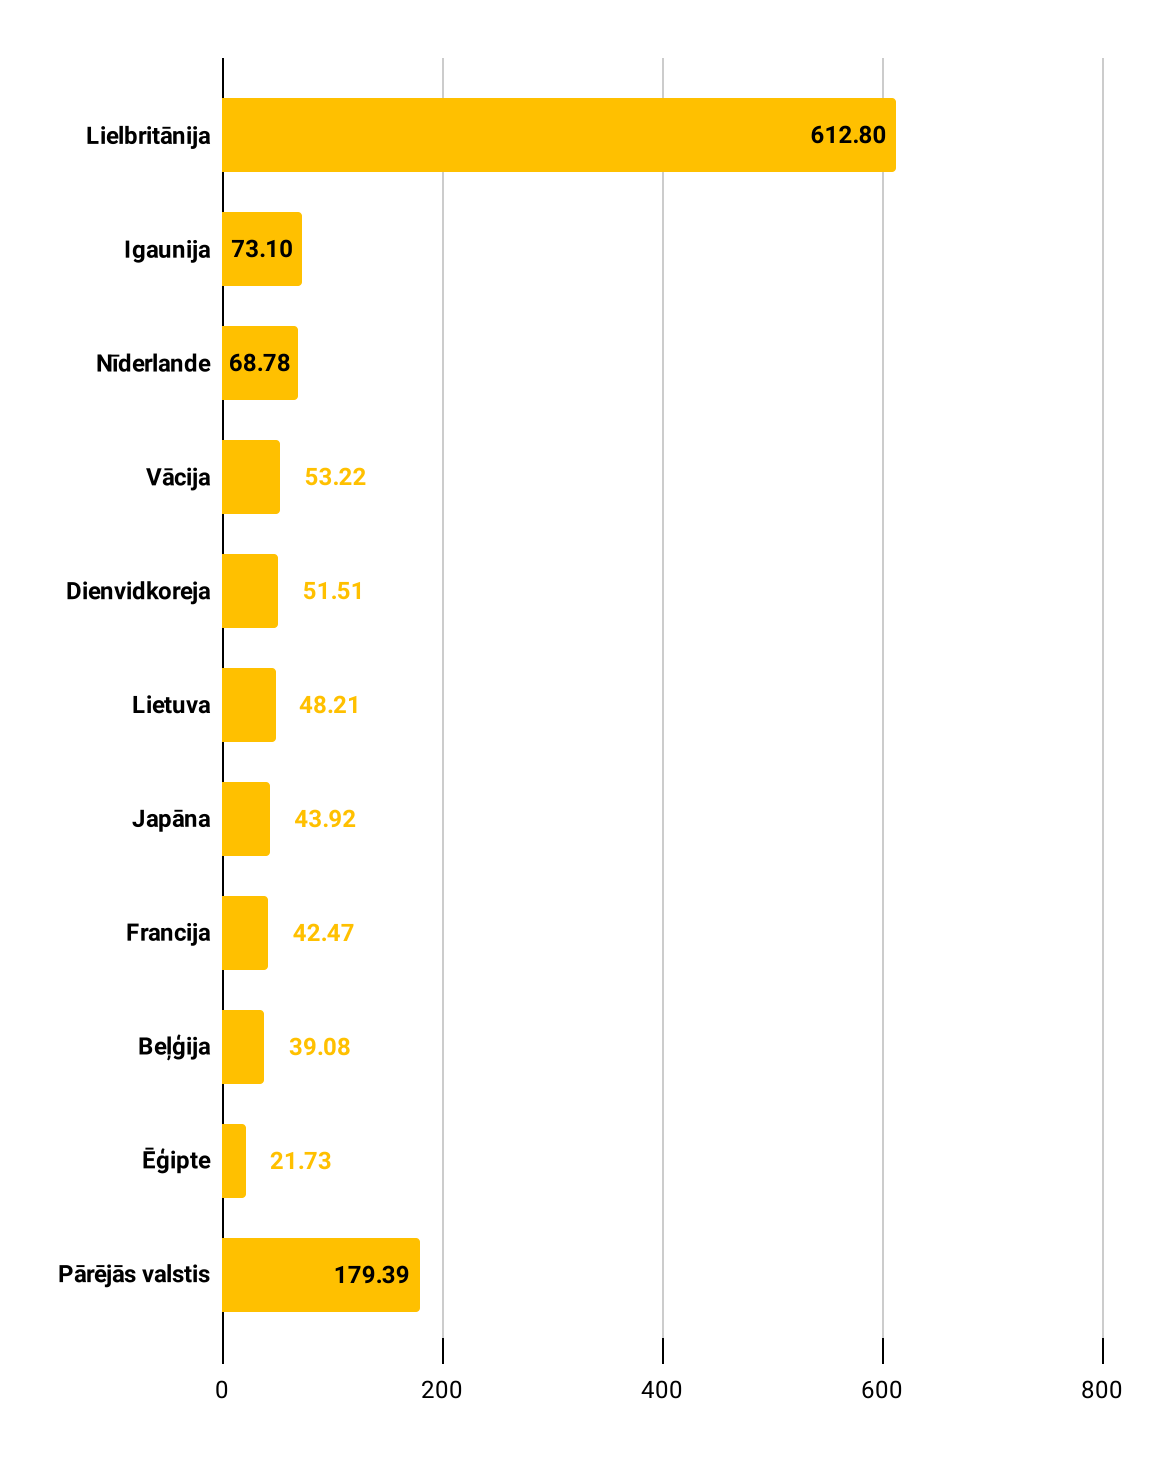 Lielbritānija 612.80
Igaunija 73.10
Nīderlande 68.78
Vācija 53.22
Dienvidkoreja 51.51
Lietuva 48.21
Japāna 43.92
Francija 42.47
Beļģija 39.08
Ēģipte 21.73
Pārējās valstis 179.39
0 200 400 600 800